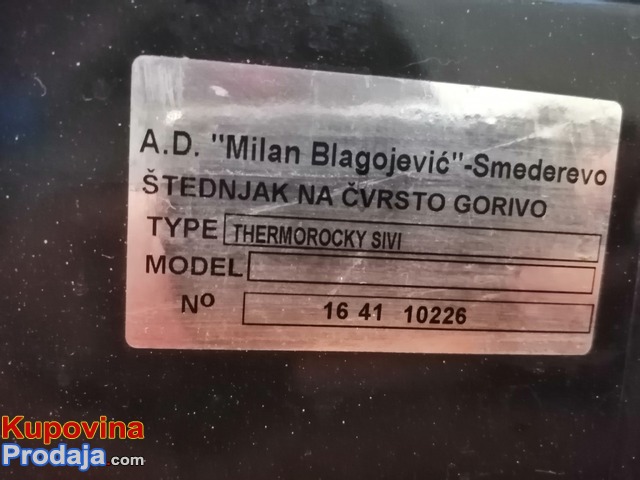 A.D. "Milan Blagojević"-Smederevo
ŠTEDNJAK NA ČVRSTO GORIVO
TYPE THERMOROCKY SIVI
MODEL
Nº 16 41 10226
Kupovina
Prodaja.com